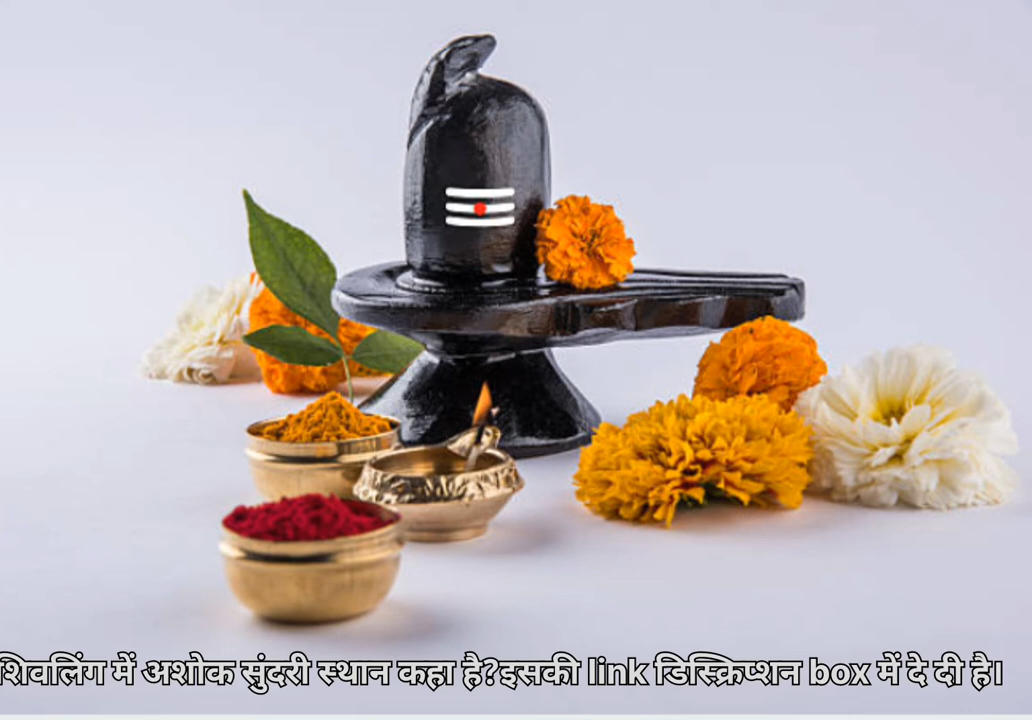 शिवलिंग में अशोक सुंदरी स्थान कहा है?इसकी link डिस्क्रिप्शन box में दे दी है।